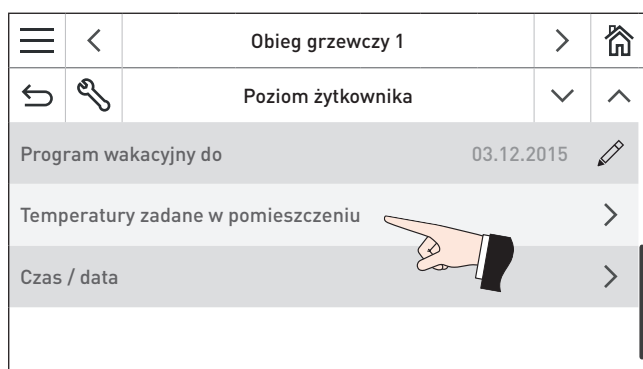 Obieg grzewczy 1
Poziom żytkownika
Program wakacyjny do 03.12.2015
Temperatury zadane w pomieszczeniu
Czas / data